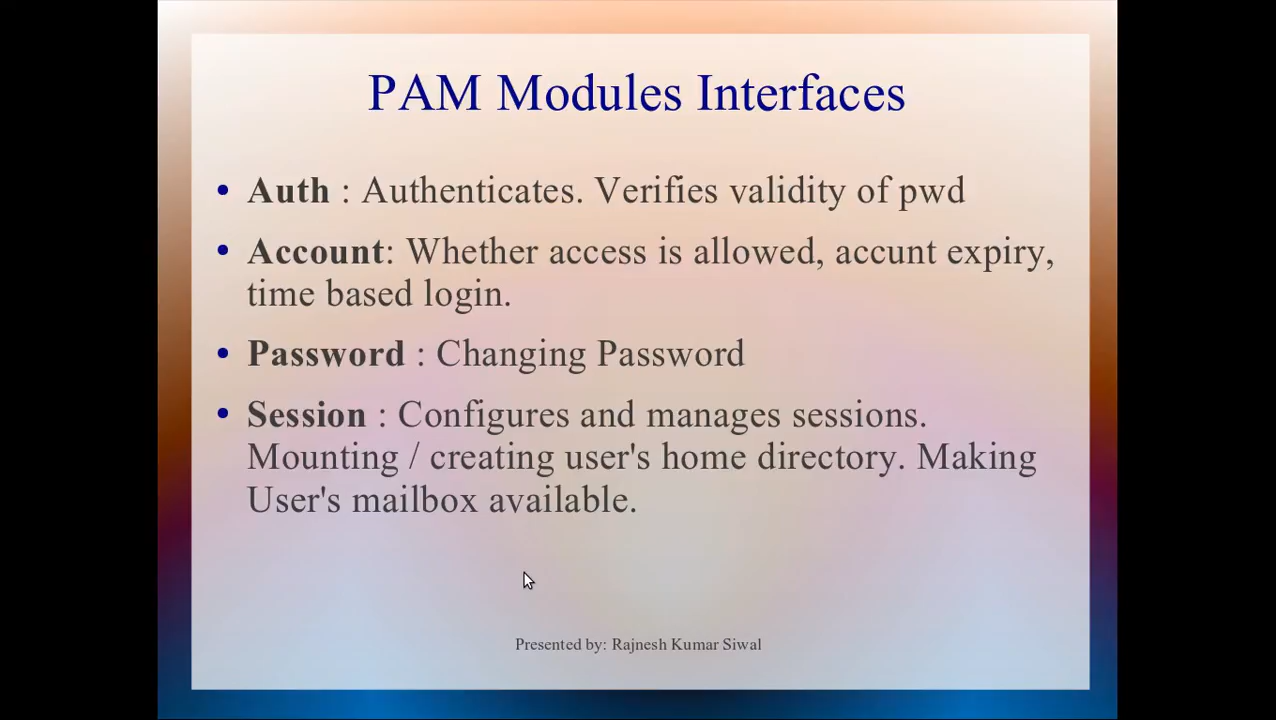 PAM Modules Interfaces
• Auth : Authenticates. Verifies validity of pwd
• Account: Whether access is allowed, accunt expiry,
time based login.
• Password : Changing Password
• Session : Configures and manages sessions.
Mounting / creating user's home directory. Making
User's mailbox available.
Presented by: Rajnesh Kumar Siwal